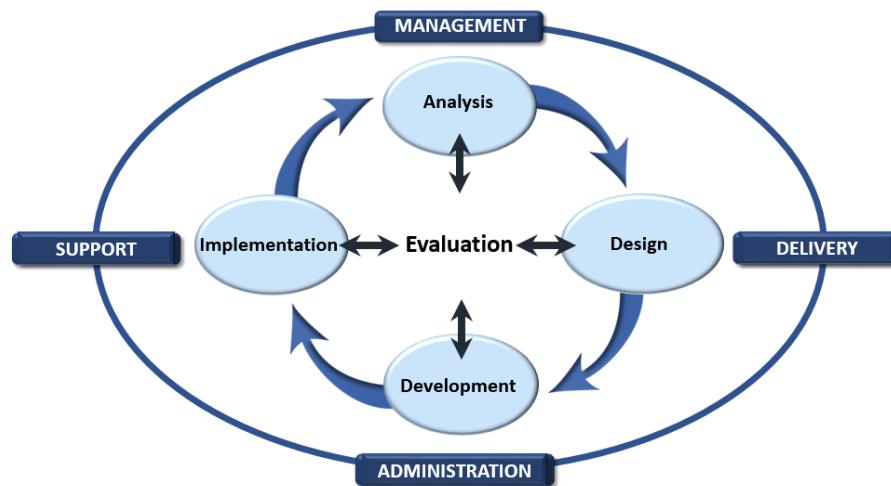 MANAGEMENT
Analysis
SUPPORT
Implementation
Evaluation
Design
DELIVERY
Development
ADMINISTRATION